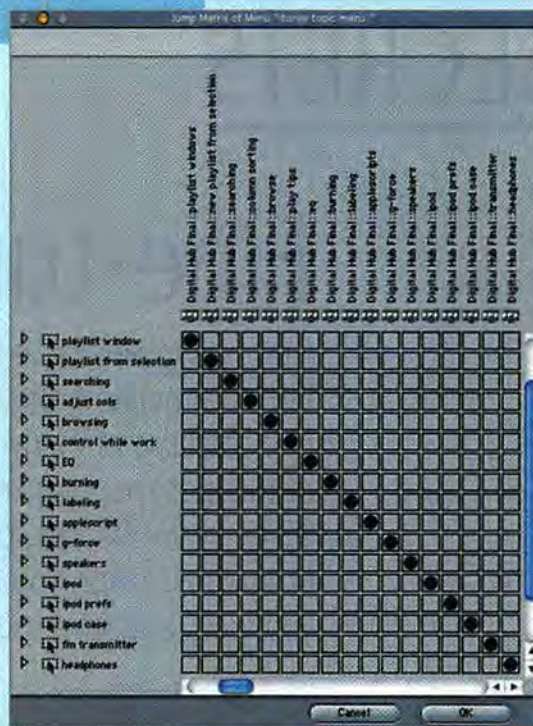 Jump Matrix of Menu "stereo topic menu"
Digital Hub Final::playlist windows
Digital Hub Final::new playlist from selection
Digital Hub Final::searching
Digital Hub Final::column sorting
Digital Hub Final::browse
Digital Hub Final::play tips
Digital Hub Final::eq
Digital Hub Final::burning
Digital Hub Final::labeling
Digital Hub Final::applescripts
Digital Hub Final::g-force
Digital Hub Final::speakers
Digital Hub Final::ipod
Digital Hub Final::ipod prefs
Digital Hub Final::ipod case
Digital Hub Final::transmitter
Digital Hub Final::headphones
playlist window
playlist from selection
searching
adjust cols
browsing
control while work
EQ
burning
labeling
applescript
g-force
speakers
ipod
ipod prefs
ipod case
fm transmitter
headphones
Cancel
OK